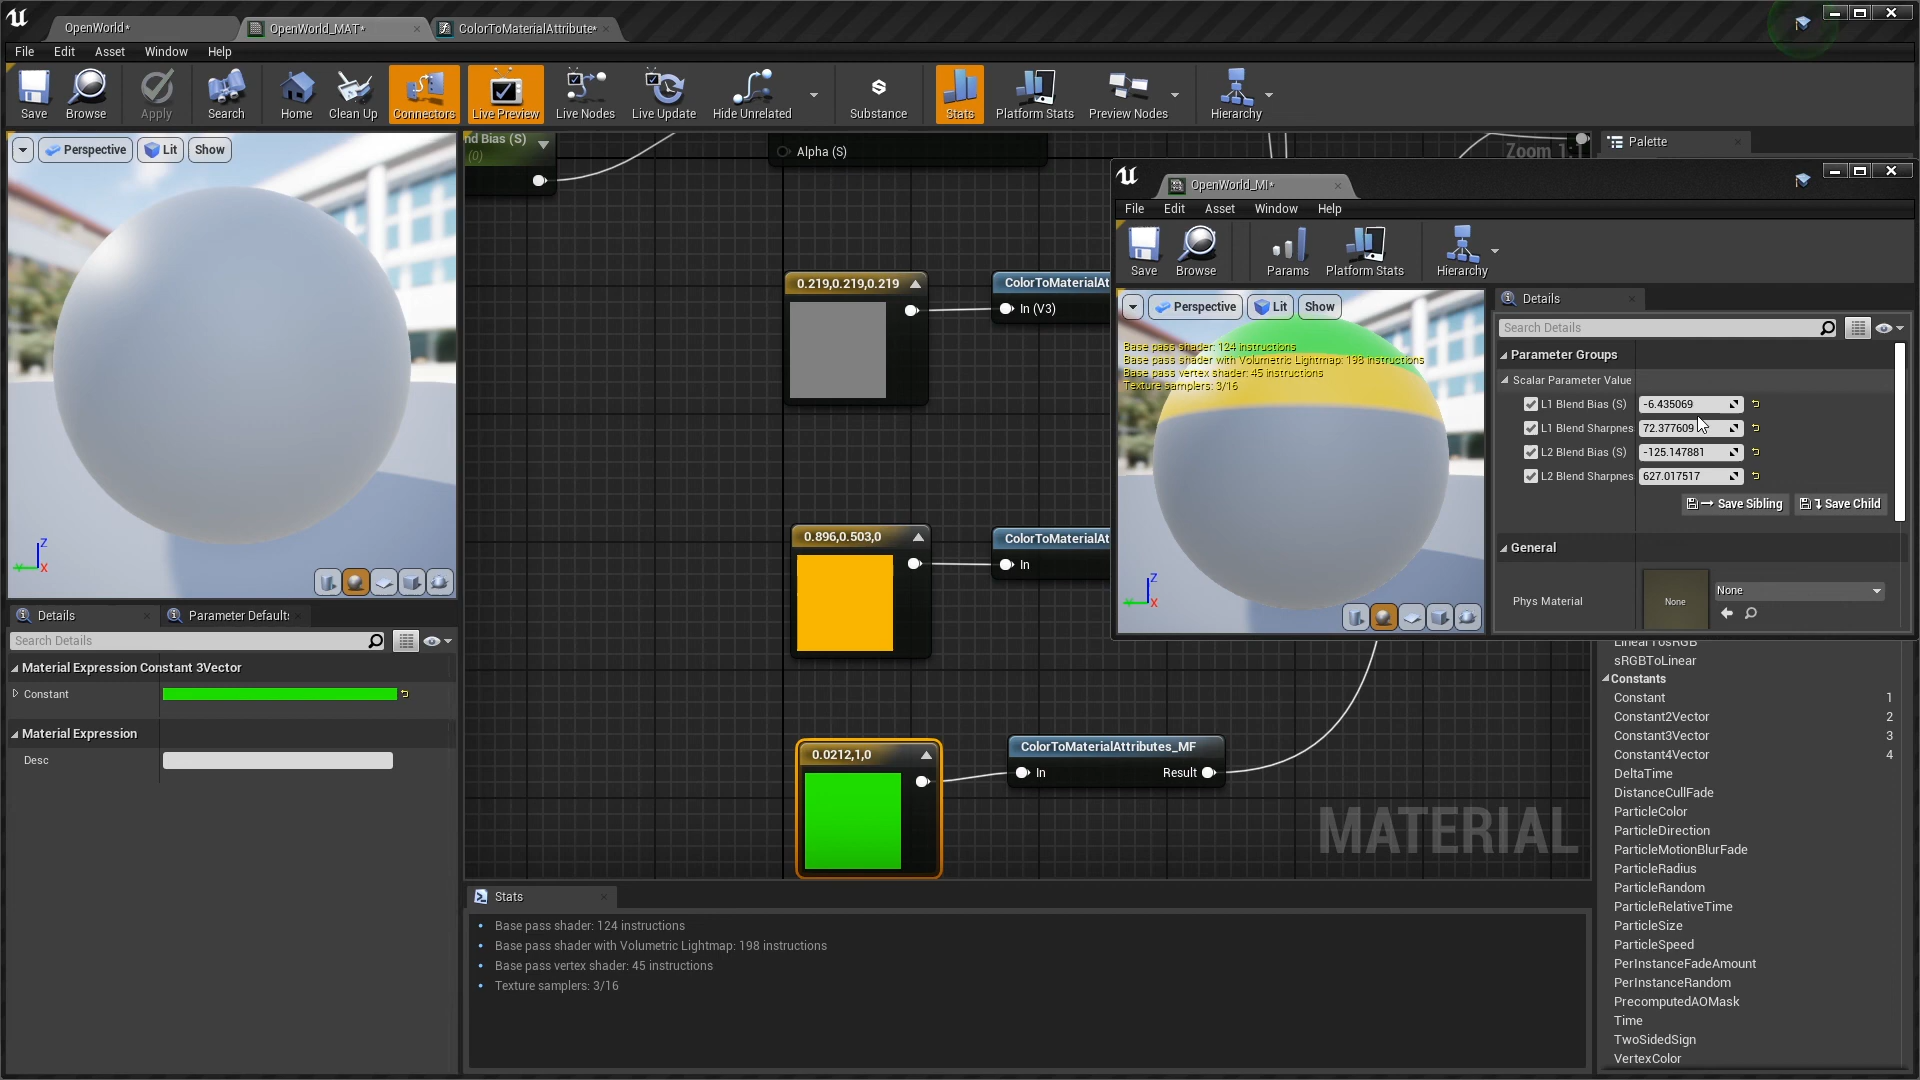 OpenWorld*
OpenWorld_MAT*
ColorToMaterialAttribute*
File Edit Asset Window Help
Save
Browse
Apply
Search
Home
Clean Up
Connectors
Live Preview
Live Nodes
Live Update
Hide Unrelated
Substance
Stats
Platform Stats
Preview Nodes
Hierarchy
Perspective
Lit
Show
nd Bias (S)
(0)
Alpha (S)
Zoom 1:1
Palette
0.219,0.219,0.219
ColorToMaterialAt
In (V3)
0.896,0.503,0
ColorToMaterialAt
In
0.0212,1,0
ColorToMaterialAttributes_MF
In
Result
MATERIAL
OpenWorld_MI*
File Edit Asset Window Help
Save
Browse
Params
Platform Stats
Hierarchy
Perspective
Lit
Show
Base pass shader: 124 instructions
Base pass shader with Volumetric Lightmap: 198 instructions
Base pass vertex shader: 45 instructions
Texture samplers: 3/16
Z
Y
X
Details
Search Details
Parameter Groups
Scalar Parameter Value
L1 Blend Bias (S) -6.435069
L1 Blend Sharpnes 72.377609
L2 Blend Bias (S) -125.147881
L2 Blend Sharpnes 627.017517
Save Sibling
Save Child
General
Phys Material
None
None
Z
Y
X
Details
Parameter Defaults
Search Details
Material Expression Constant 3Vector
Constant
Material Expression
Desc
Stats
Base pass shader: 124 instructions
Base pass shader with Volumetric Lightmap: 198 instructions
Base pass vertex shader: 45 instructions
Texture samplers: 3/16
LinearTosRGB
sRGBToLinear
Constants
Constant 1
Constant2Vector 2
Constant3Vector 3
Constant4Vector 4
DeltaTime
DistanceCullFade
ParticleColor
ParticleDirection
ParticleMotionBlurFade
ParticleRadius
ParticleRandom
ParticleRelativeTime
ParticleSize
ParticleSpeed
PerInstanceFadeAmount
PerInstanceRandom
PrecomputedAOMask
Time
TwoSidedSign
VertexColor